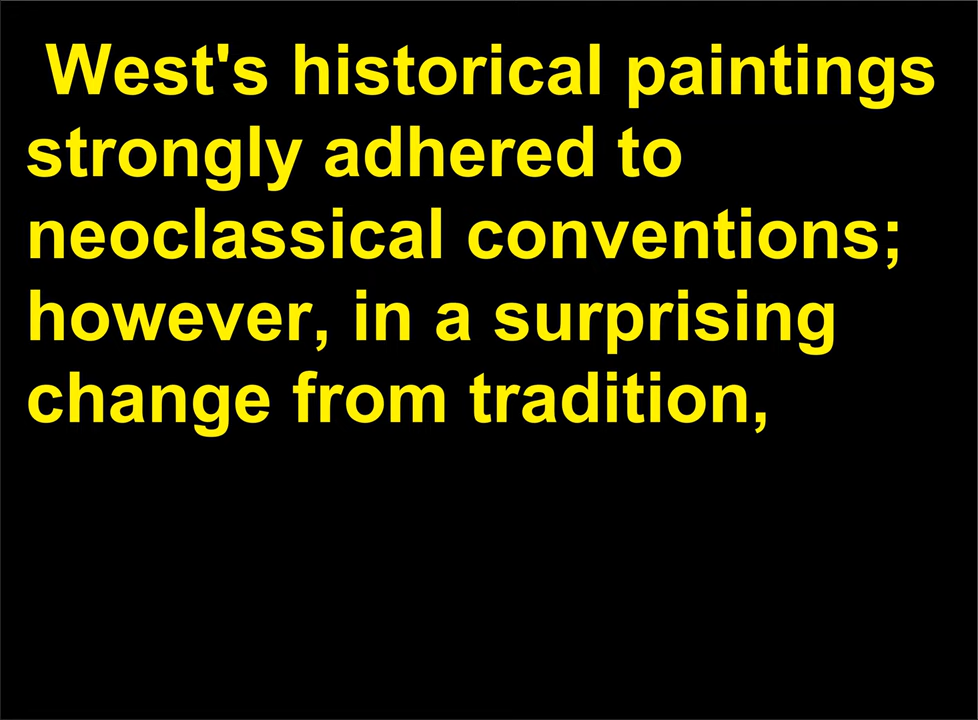 West's historical paintings
strongly adhered to
neoclassical conventions;
however, in a surprising
change from tradition,